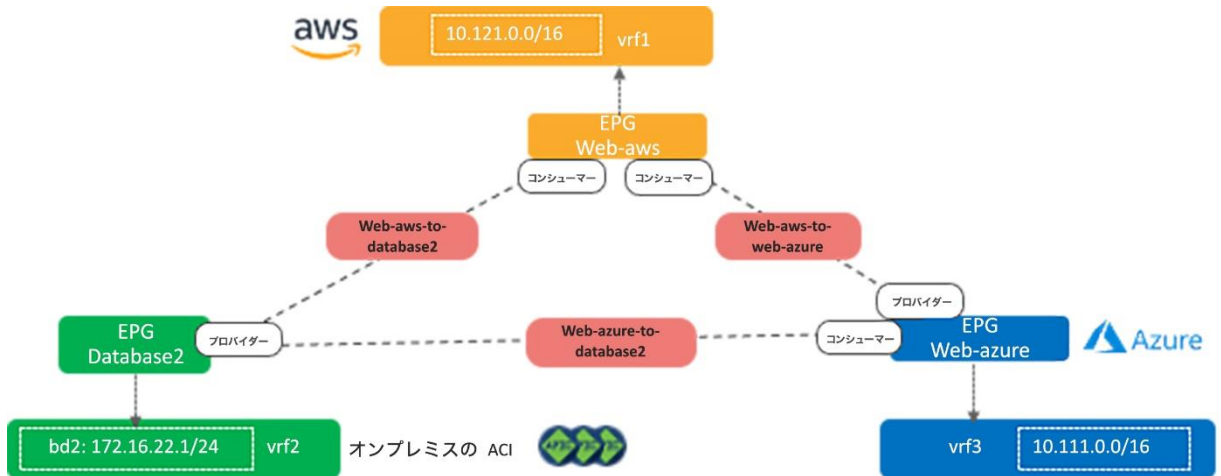 aws
10.121.0.0/16
vrf1
EPG
Web-aws
コンシューマー
コンシューマー
Web-aws-to-
database2
Web-aws-to-
web-azure
プロバイダー
EPG
Database2
プロバイダー
Web-azure-to-
database2
コンシューマー
EPG
Web-azure
Azure
bd2: 172.16.22.1/24
vrf2
オンプレミスの ACI
vrf3
10.111.0.0/16